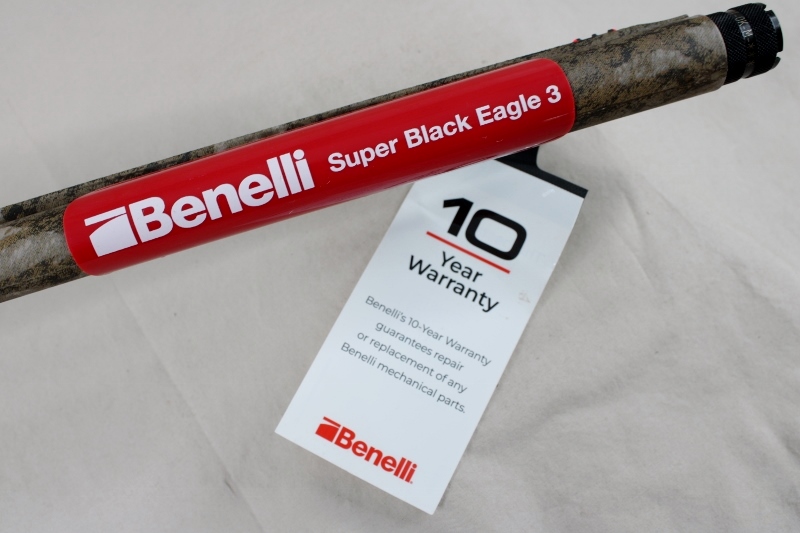 Benelli Super Black Eagle 3
10
Year
Warranty
Benelli's 10-Year Warranty
guarantees repair
or replacement of any
Benelli mechanical parts.
Benelli